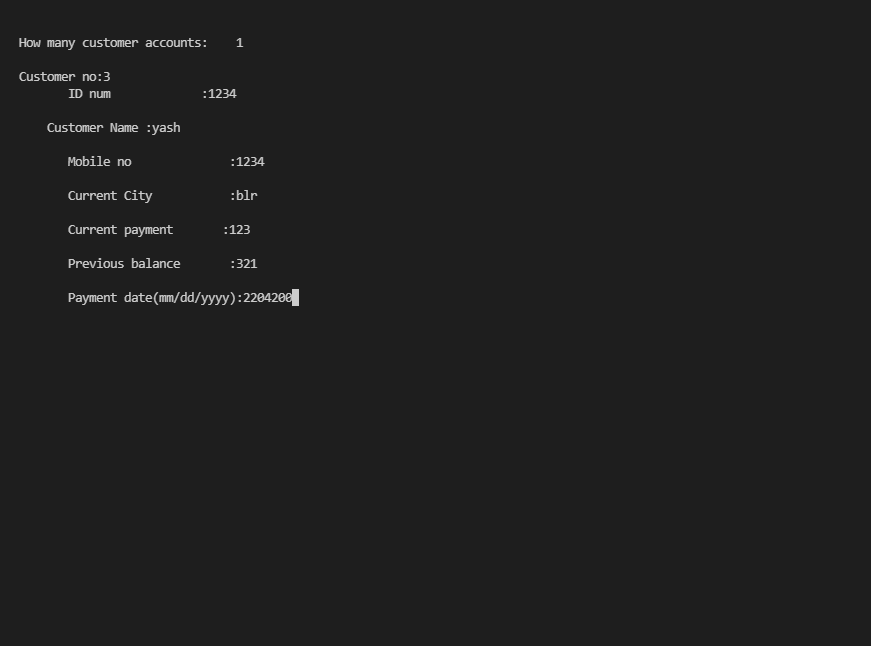 How many customer accounts:    1
Customer no:3
ID num             :1234
Customer Name :yash
Mobile no              :1234
Current City           :blr
Current payment       :123
Previous balance       :321
Payment date(mm/dd/yyyy):2204200